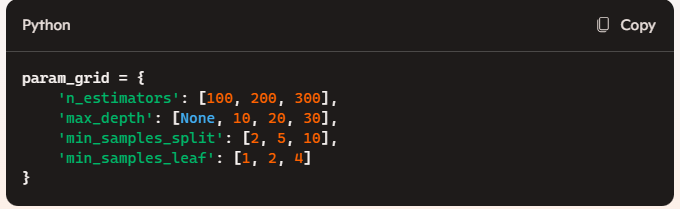 Python
Copy
param_grid = {
    'n_estimators': [100, 200, 300],
    'max_depth': [None, 10, 20, 30],
    'min_samples_split': [2, 5, 10],
    'min_samples_leaf': [1, 2, 4]
}